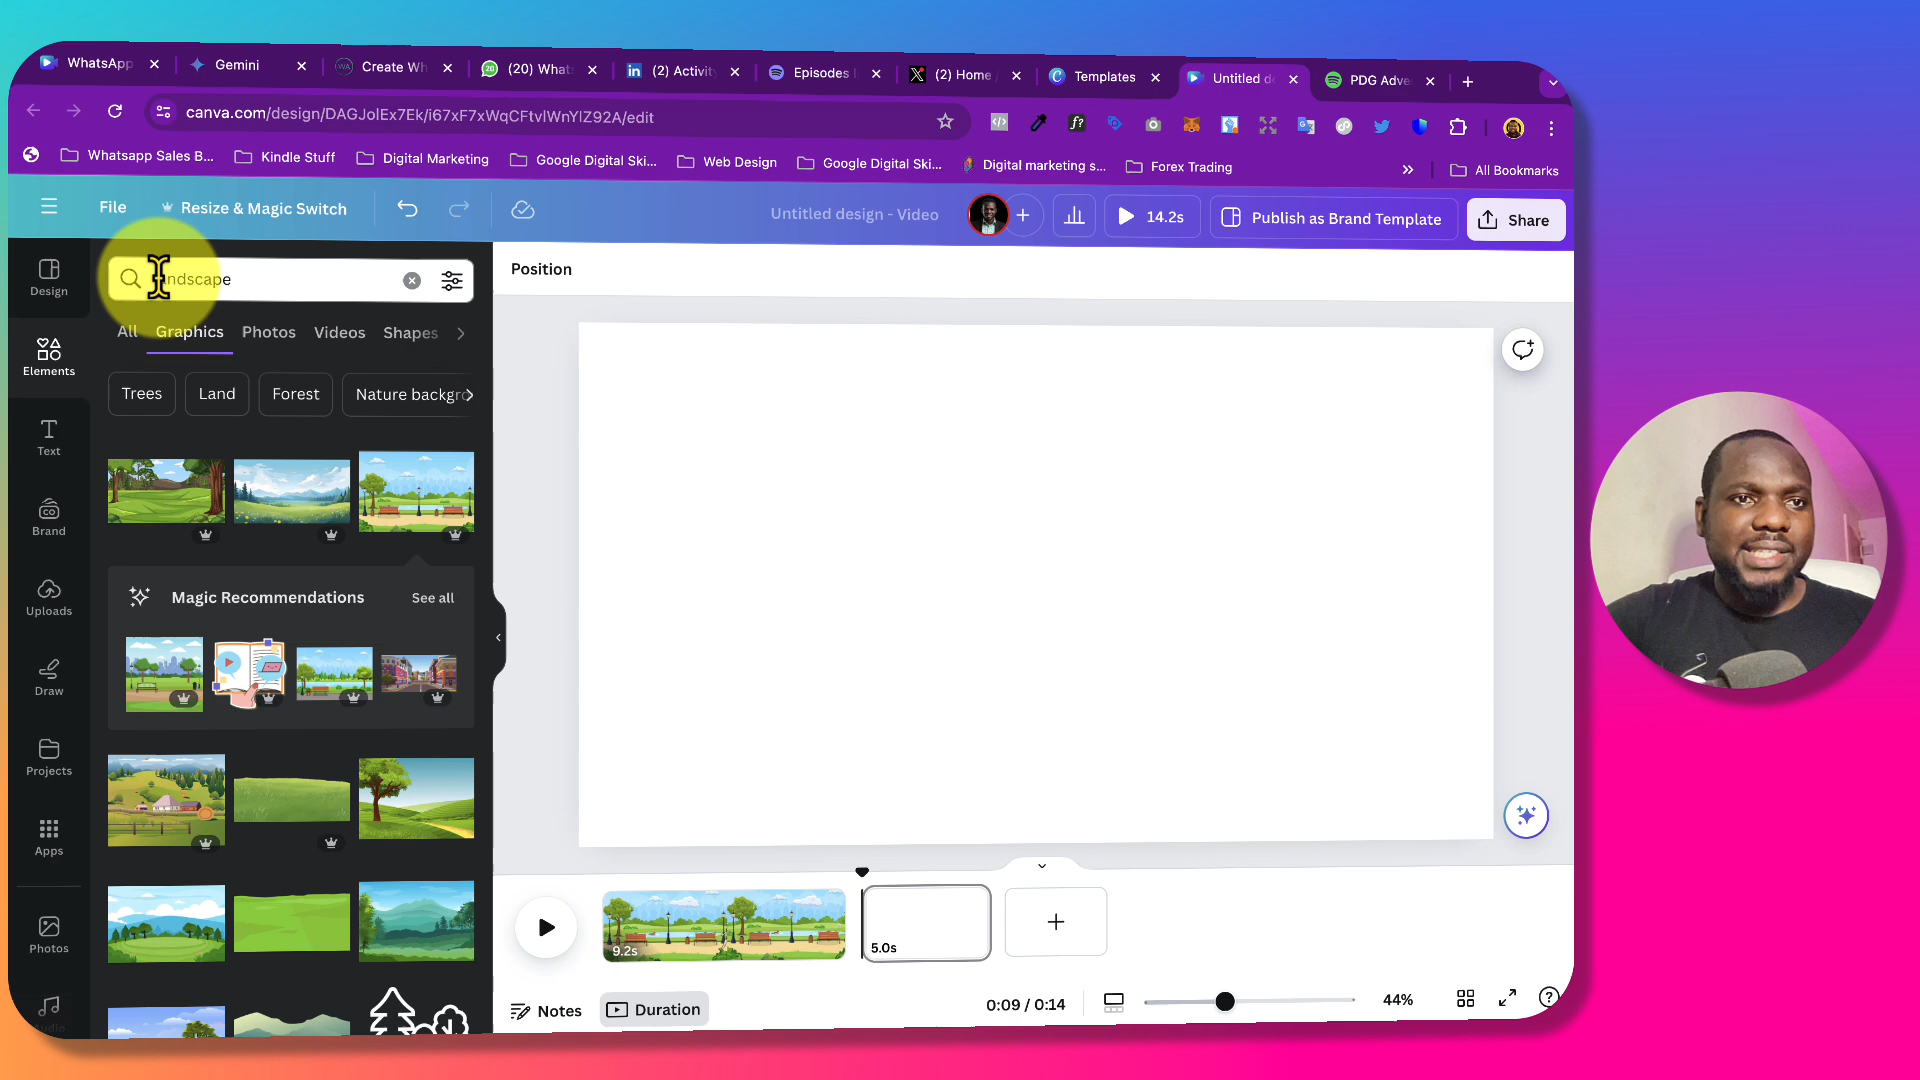 WhatsApp
Gemini
Create Wh
(20) What
(2) Activity
Episodes
(2) Home
Templates
Untitled d
PDG Adve
canva.com/design/DAGJolEx7Ek/i67xF7xWqCFtvIWnYlZ92A/edit
Whatsapp Sales B...
Kindle Stuff
Digital Marketing
Google Digital Ski...
Web Design
Google Digital Ski...
Digital marketing s...
Forex Trading
All Bookmarks
File
Resize & Magic Switch
Untitled design - Video
14.2s
Publish as Brand Template
Share
Design
Elements
Text
Brand
Uploads
Draw
Projects
Apps
Photos
Audio
ndscape
All
Graphics
Photos
Videos
Shapes
Trees
Land
Forest
Nature backgro
Magic Recommendations
See all
Position
9.2s
5.0s
Notes
Duration
0:09 / 0:14
44%